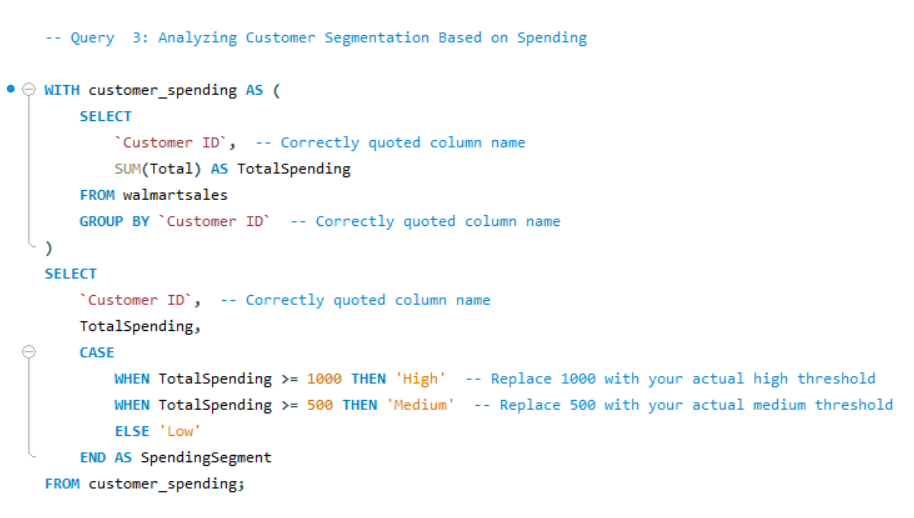 -- Query  3: Analyzing Customer Segmentation Based on Spending
WITH customer_spending AS (
    SELECT
        `Customer ID`,  -- Correctly quoted column name
        SUM(Total) AS TotalSpending
    FROM walmartsales
    GROUP BY `Customer ID`  -- Correctly quoted column name
)
SELECT
    `Customer ID`,  -- Correctly quoted column name
    TotalSpending,
    CASE
        WHEN TotalSpending >= 1000 THEN 'High'  -- Replace 1000 with your actual high threshold
        WHEN TotalSpending >= 500 THEN 'Medium'  -- Replace 500 with your actual medium threshold
        ELSE 'Low'
    END AS SpendingSegment
FROM customer_spending;